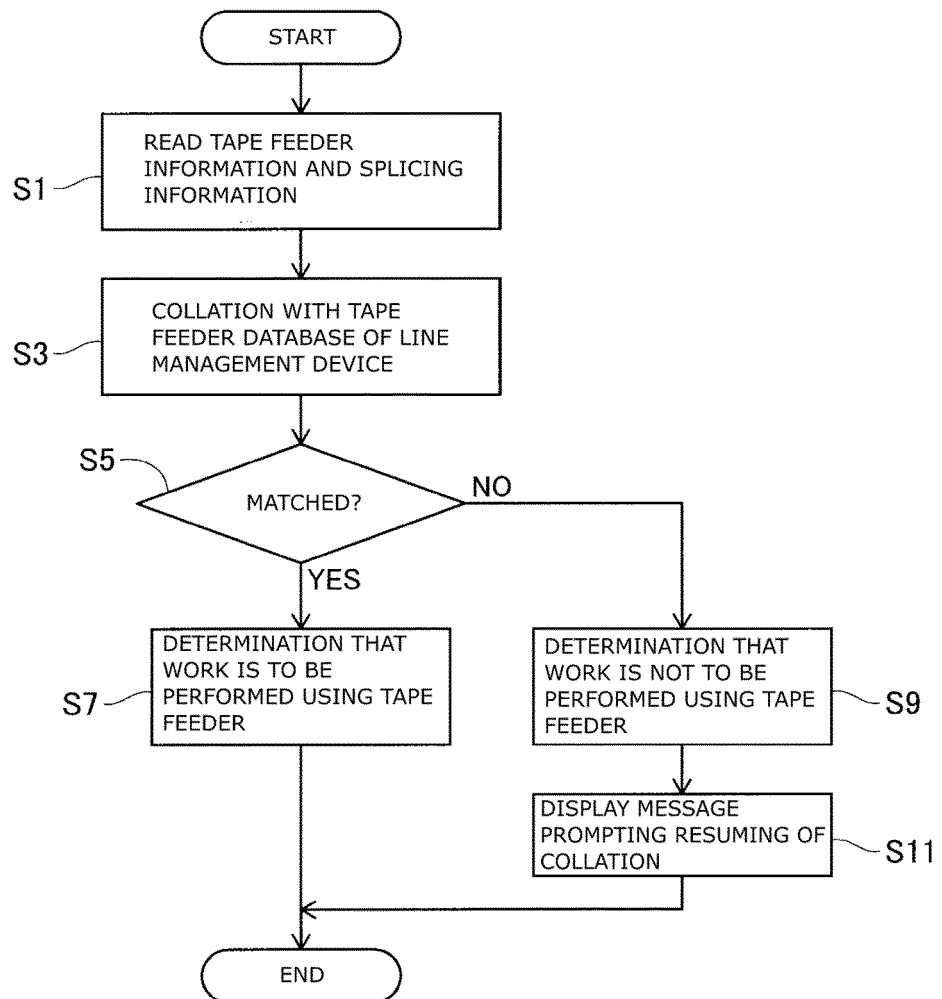 START
READ TAPE FEEDER
INFORMATION AND SPLICING
INFORMATION
S1
COLLATION WITH TAPE
FEEDER DATABASE OF LINE
MANAGEMENT DEVICE
S3
S5
MATCHED?
NO
YES
DETERMINATION THAT
WORK IS TO BE
PERFORMED USING TAPE
FEEDER
S7
DETERMINATION THAT
WORK IS NOT TO BE
PERFORMED USING TAPE
FEEDER
S9
DISPLAY MESSAGE
PROMPTING RESUMING OF
COLLATION
S11
END